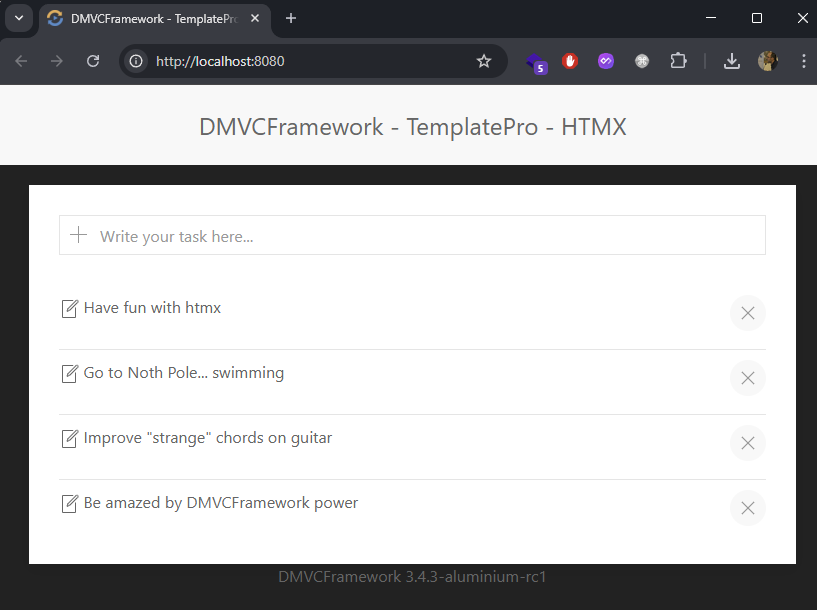 DMVCFramework - TemplatePro
http://localhost:8080
5
DMVCFramework - TemplatePro - HTMX
Write your task here...
Have fun with htmx
Go to Noth Pole... swimming
Improve "strange" chords on guitar
Be amazed by DMVCFramework power
DMVCFramework 3.4.3-aluminium-rc1